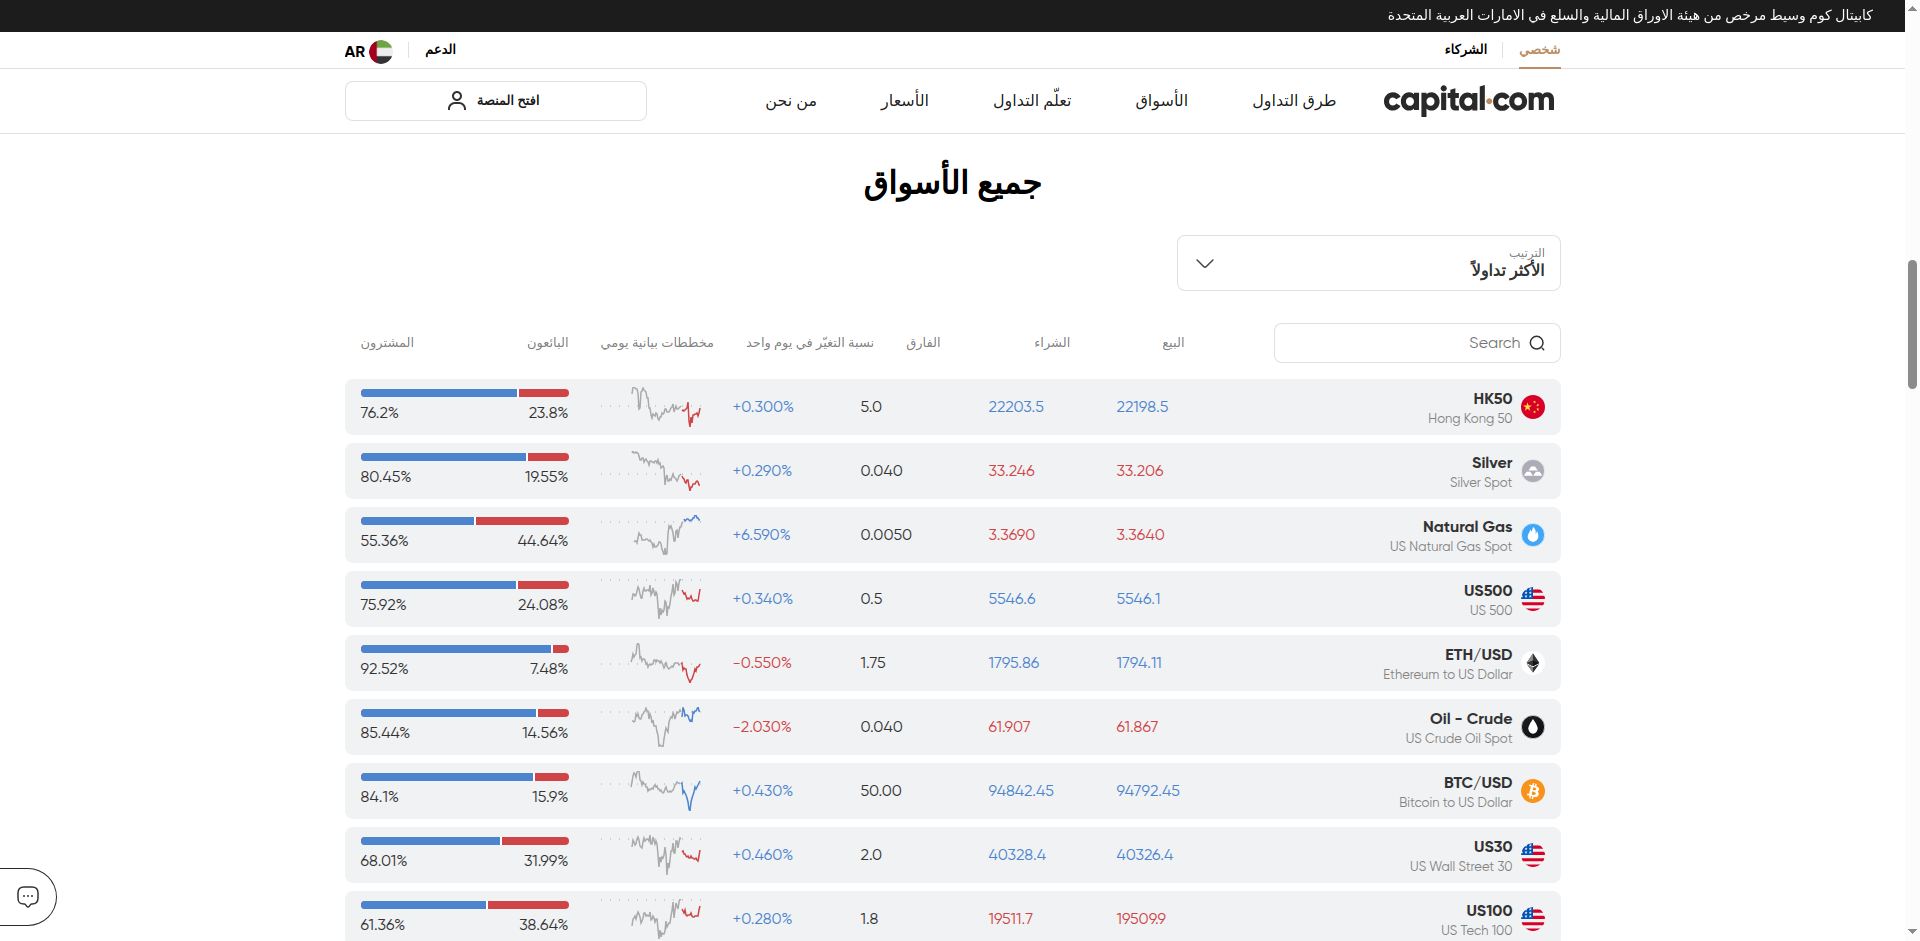 كابيتال كوم وسيط مرخص من هيئة الاوراق المالية والسلع في الامارات العربية المتحدة
شخصي
الشركاء
الدعم
AR
capital.com
طرق التداول
الأسواق
تعلّم التداول
الأسعار
من نحن
افتح المنصة
جميع الأسواق
الترتيب
الأكثر تداولاً
Search
البيع
الشراء
الفارق
نسبة التغيّر في يوم واحد
مخططات بيانية يومي
البائعون
المشترون
HK50
Hong Kong 50
22198.5
22203.5
5.0
+0.300%
23.8%
76.2%
Silver
Silver Spot
33.206
33.246
0.040
+0.290%
19.55%
80.45%
Natural Gas
US Natural Gas Spot
3.3640
3.3690
0.0050
+6.590%
44.64%
55.36%
US500
US 500
5546.1
5546.6
0.5
+0.340%
24.08%
75.92%
ETH/USD
Ethereum to US Dollar
1794.11
1795.86
1.75
-0.550%
7.48%
92.52%
Oil - Crude
US Crude Oil Spot
61.867
61.907
0.040
-2.030%
14.56%
85.44%
BTC/USD
Bitcoin to US Dollar
94792.45
94842.45
50.00
+0.430%
15.9%
84.1%
US30
US Wall Street 30
40326.4
40328.4
2.0
+0.460%
31.99%
68.01%
US100
US Tech 100
19509.9
19511.7
1.8
+0.280%
38.64%
61.36%